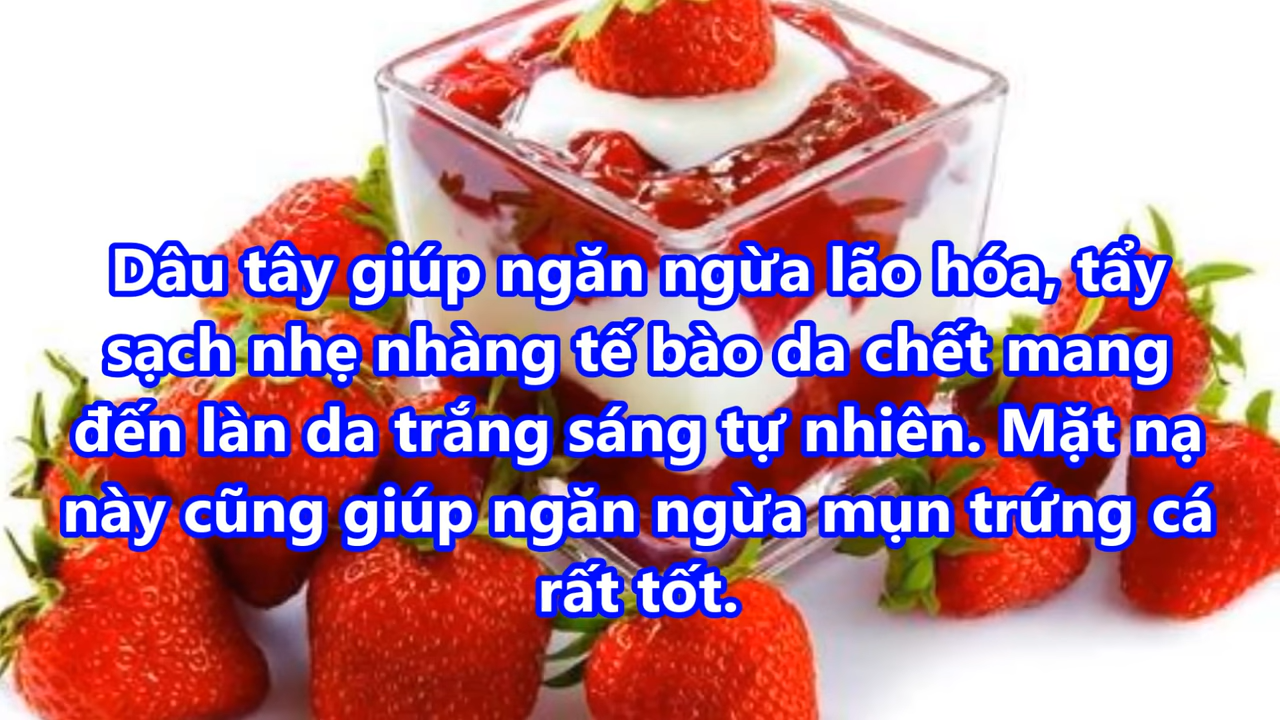 Dâu tây giúp ngăn ngừa lão hóa, tẩy
sạch nhẹ nhàng tế bào da chết mang
đến làn da trắng sáng tự nhiên. Mặt nạ
này cũng giúp ngăn ngừa mụn trứng cá
rất tốt.